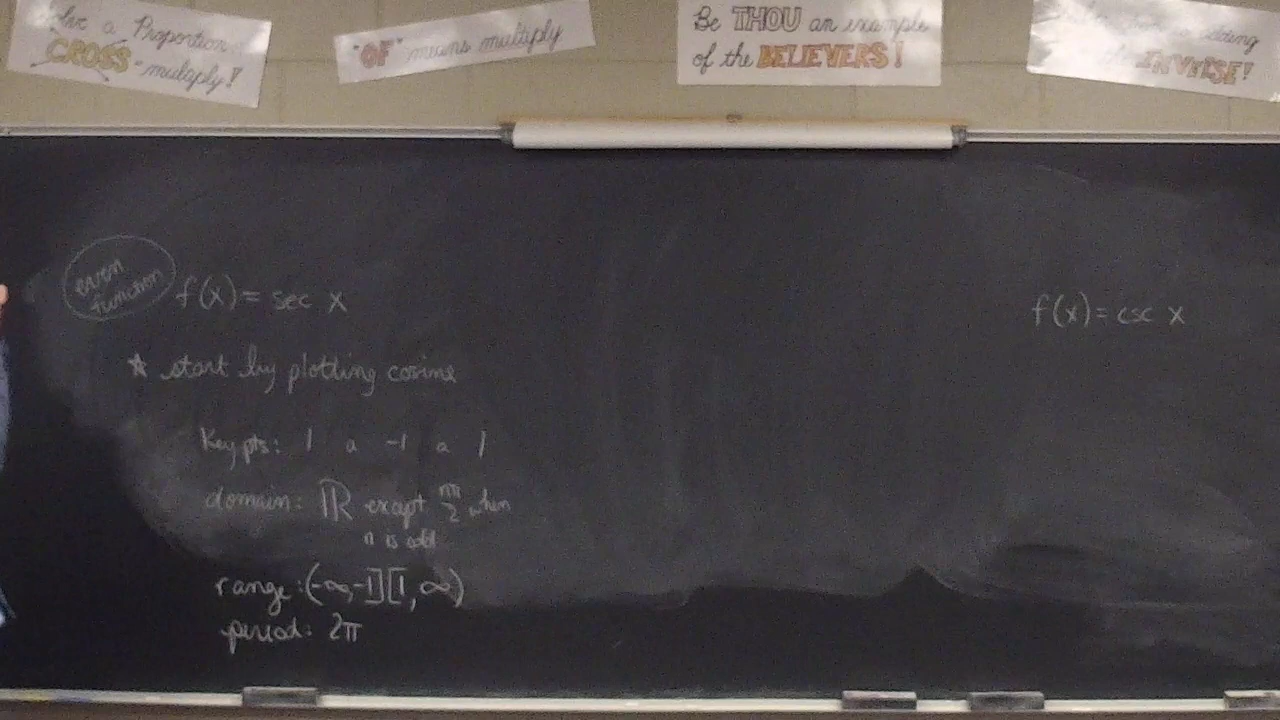 Solve a Proportion
"CROSS" multiply!
"OF" means multiply
Be THOU an example
of the BELIEVERS!
adding
the INVERSE!
even
function
f(x) = sec x
f(x) = csc x
* start by plotting cosine
Key pts: 1 a -1 a 1
domain: ℝ except nπ/2 when
n is odd
range: (-∞,-1][1,∞)
period: 2π